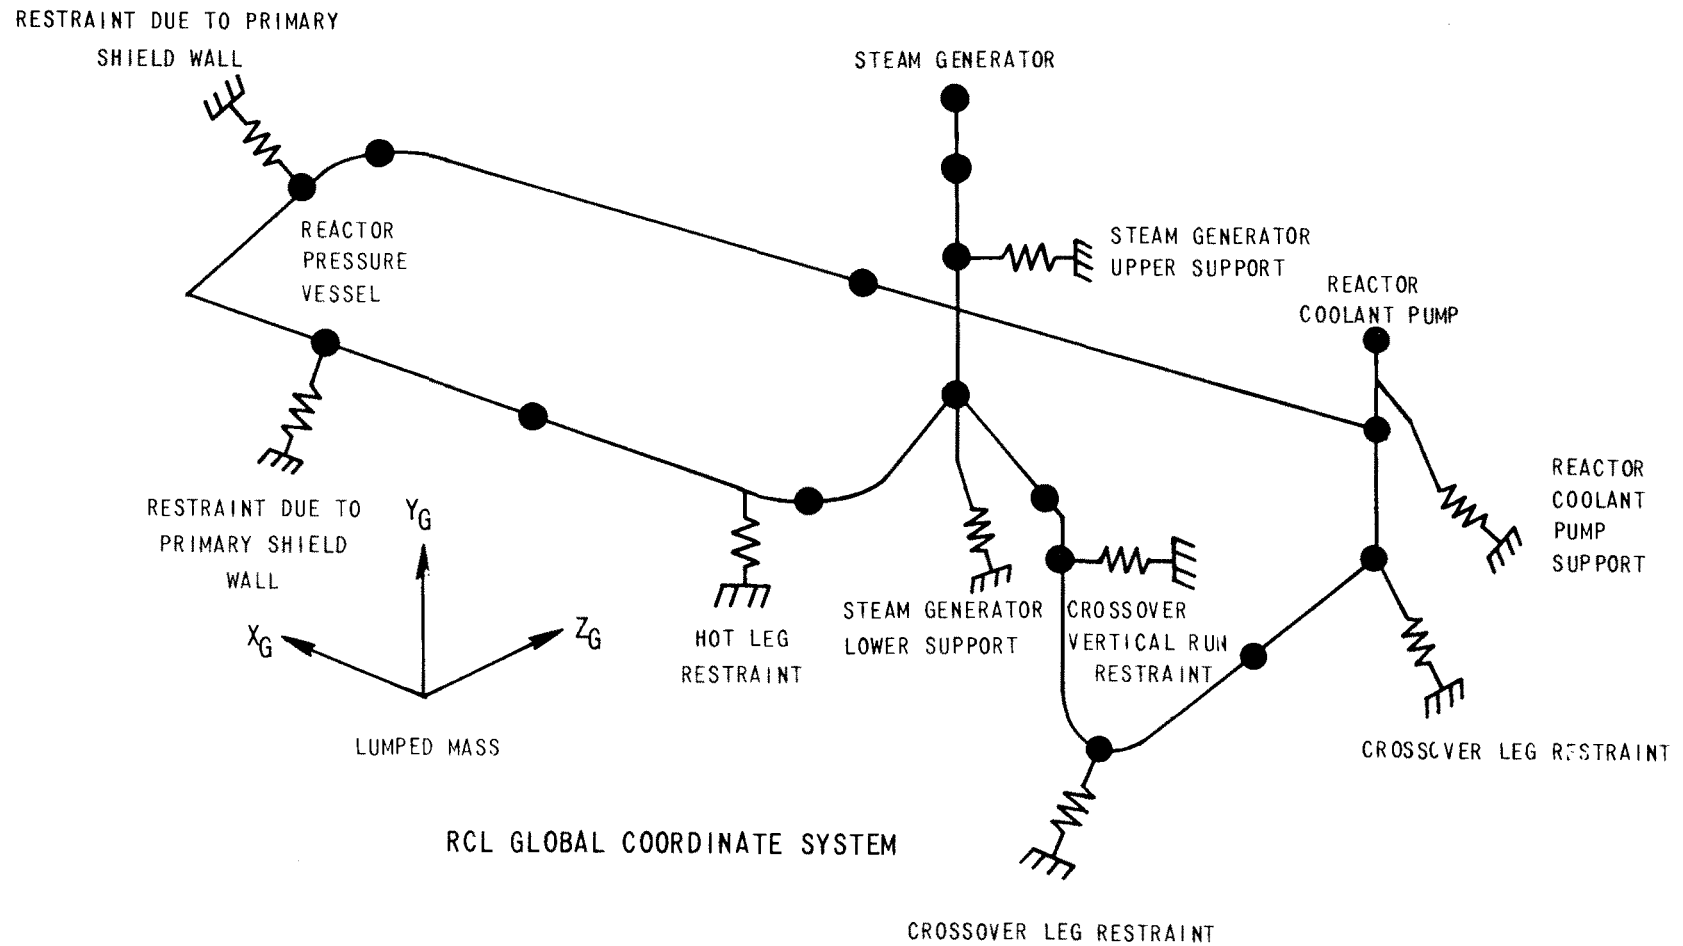 RESTRAINT DUE TO PRIMARY
SHIELD WALL
STEAM GENERATOR
REACTOR
PRESSURE
VESSEL
STEAM GENERATOR
UPPER SUPPORT
REACTOR
COOLANT PUMP
REACTOR
COOLANT
PUMP
SUPPORT
RESTRAINT DUE TO
PRIMARY SHIELD
WALL
YG
XG
ZG
LUMPED MASS
HOT LEG
RESTRAINT
STEAM GENERATOR
LOWER SUPPORT
CROSSOVER
VERTICAL RUN
RESTRAINT
CROSSOVER LEG RESTRAINT
RCL GLOBAL COORDINATE SYSTEM
CROSSOVER LEG RESTRAINT